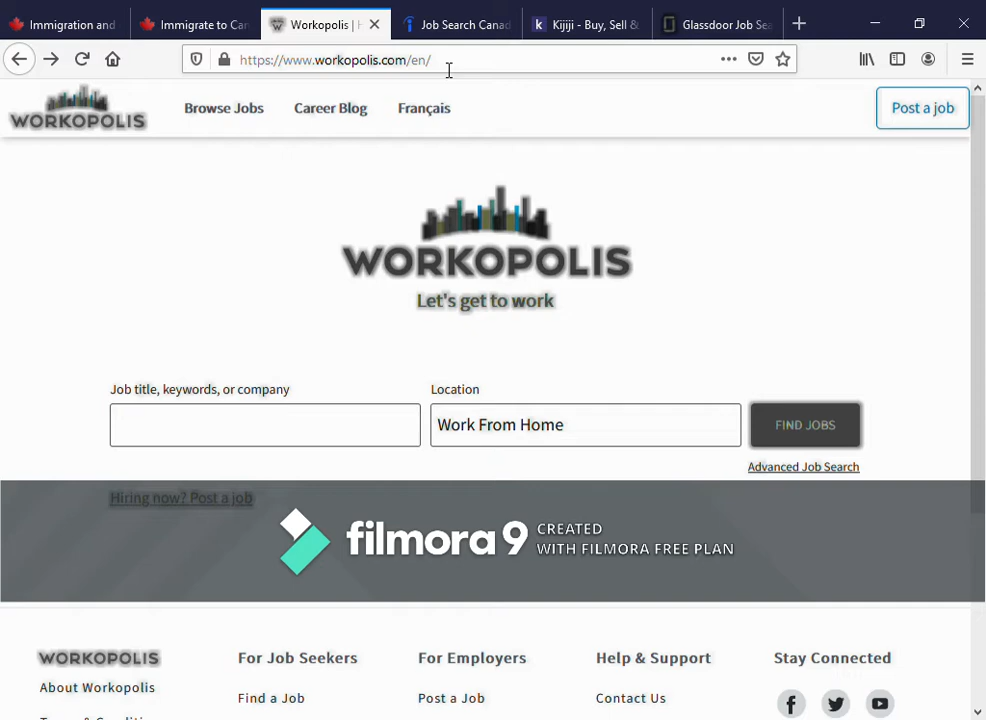 Immigration and
Immigrate to Can
Workopolis | H
Job Search Canad
Kijiji - Buy, Sell &
Glassdoor Job Sea
https://www.workopolis.com/en/
WORKOPOLIS
Browse Jobs
Career Blog
Français
Post a job
WORKOPOLIS
Let's get to work
Job title, keywords, or company
Location
Work From Home
FIND JOBS
Advanced Job Search
Hiring now? Post a job
filmora 9
CREATED
WITH FILMORA FREE PLAN
WORKOPOLIS
For Job Seekers
For Employers
Help & Support
Stay Connected
About Workopolis
Find a Job
Post a Job
Contact Us